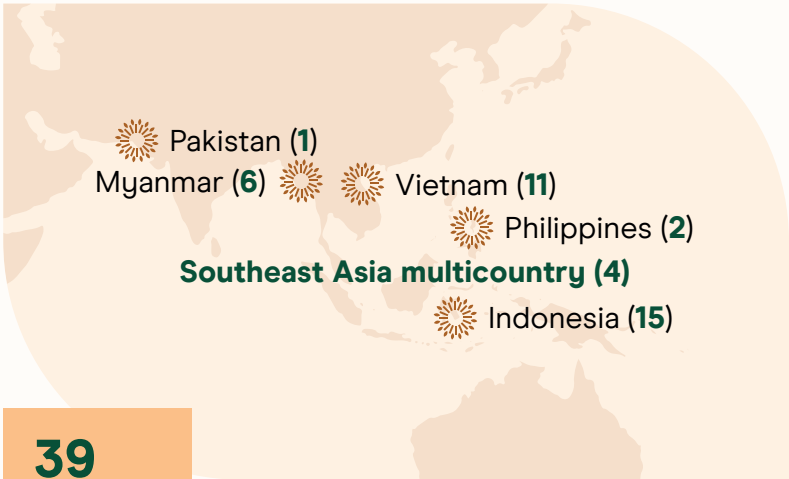 Pakistan (1)
Myanmar (6)
Vietnam (11)
Philippines (2)
Southeast Asia multicountry (4)
Indonesia (15)
39